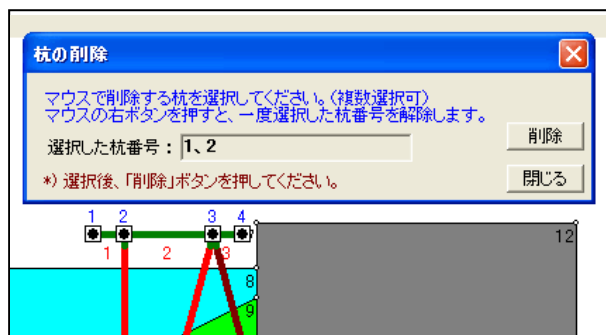 杭の削除
マウスで削除する杭を選択してください。(複数選択可)
マウスの右ボタンを押すと、一度選択した杭番号を解除します。
選択した杭番号： 1、2
削除
*) 選択後、「削除」ボタンを押してください。
閉じる
1 2 3 4
1 2 3
12
8
9